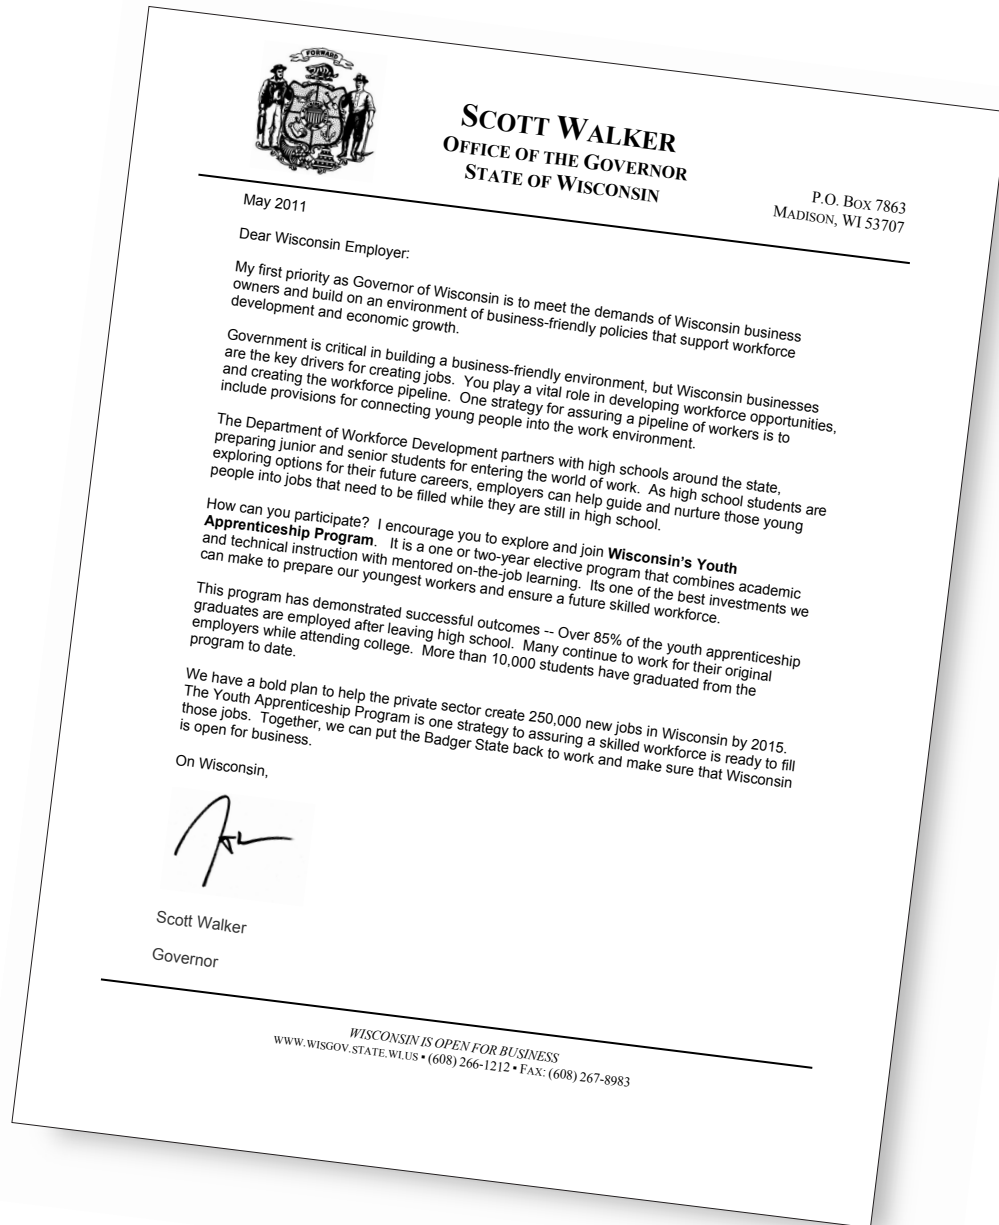 FORWARD
SCOTT WALKER
OFFICE OF THE GOVERNOR
STATE OF WISCONSIN
P.O. BOX 7863
MADISON, WI 53707
May 2011
Dear Wisconsin Employer:
My first priority as Governor of Wisconsin is to meet the demands of Wisconsin business
owners and build on an environment of business-friendly policies that support workforce
development and economic growth.
Government is critical in building a business-friendly environment, but Wisconsin businesses
are the key drivers for creating jobs.  You play a vital role in developing workforce opportunities,
and creating the workforce pipeline.  One strategy for assuring a pipeline of workers is to
include provisions for connecting young people into the work environment.
The Department of Workforce Development partners with high schools around the state,
preparing junior and senior students for entering the world of work.  As high school students are
exploring options for their future careers, employers can help guide and nurture those young
people into jobs that need to be filled while they are still in high school.
How can you participate?  I encourage you to explore and join Wisconsin's Youth
Apprenticeship Program.  It is a one or two-year elective program that combines academic
and technical instruction with mentored on-the-job learning.  Its one of the best investments we
can make to prepare our youngest workers and ensure a future skilled workforce.
This program has demonstrated successful outcomes -- Over 85% of the youth apprenticeship
graduates are employed after leaving high school.  Many continue to work for their original
employers while attending college.  More than 10,000 students have graduated from the
program to date.
We have a bold plan to help the private sector create 250,000 new jobs in Wisconsin by 2015.
The Youth Apprenticeship Program is one strategy to assuring a skilled workforce is ready to fill
those jobs.  Together, we can put the Badger State back to work and make sure that Wisconsin
is open for business.
On Wisconsin,
Scott Walker
Governor
WISCONSIN IS OPEN FOR BUSINESS
WWW.WISGOV.STATE.WI.US ▪ (608) 266-1212 ▪ FAX: (608) 267-8983